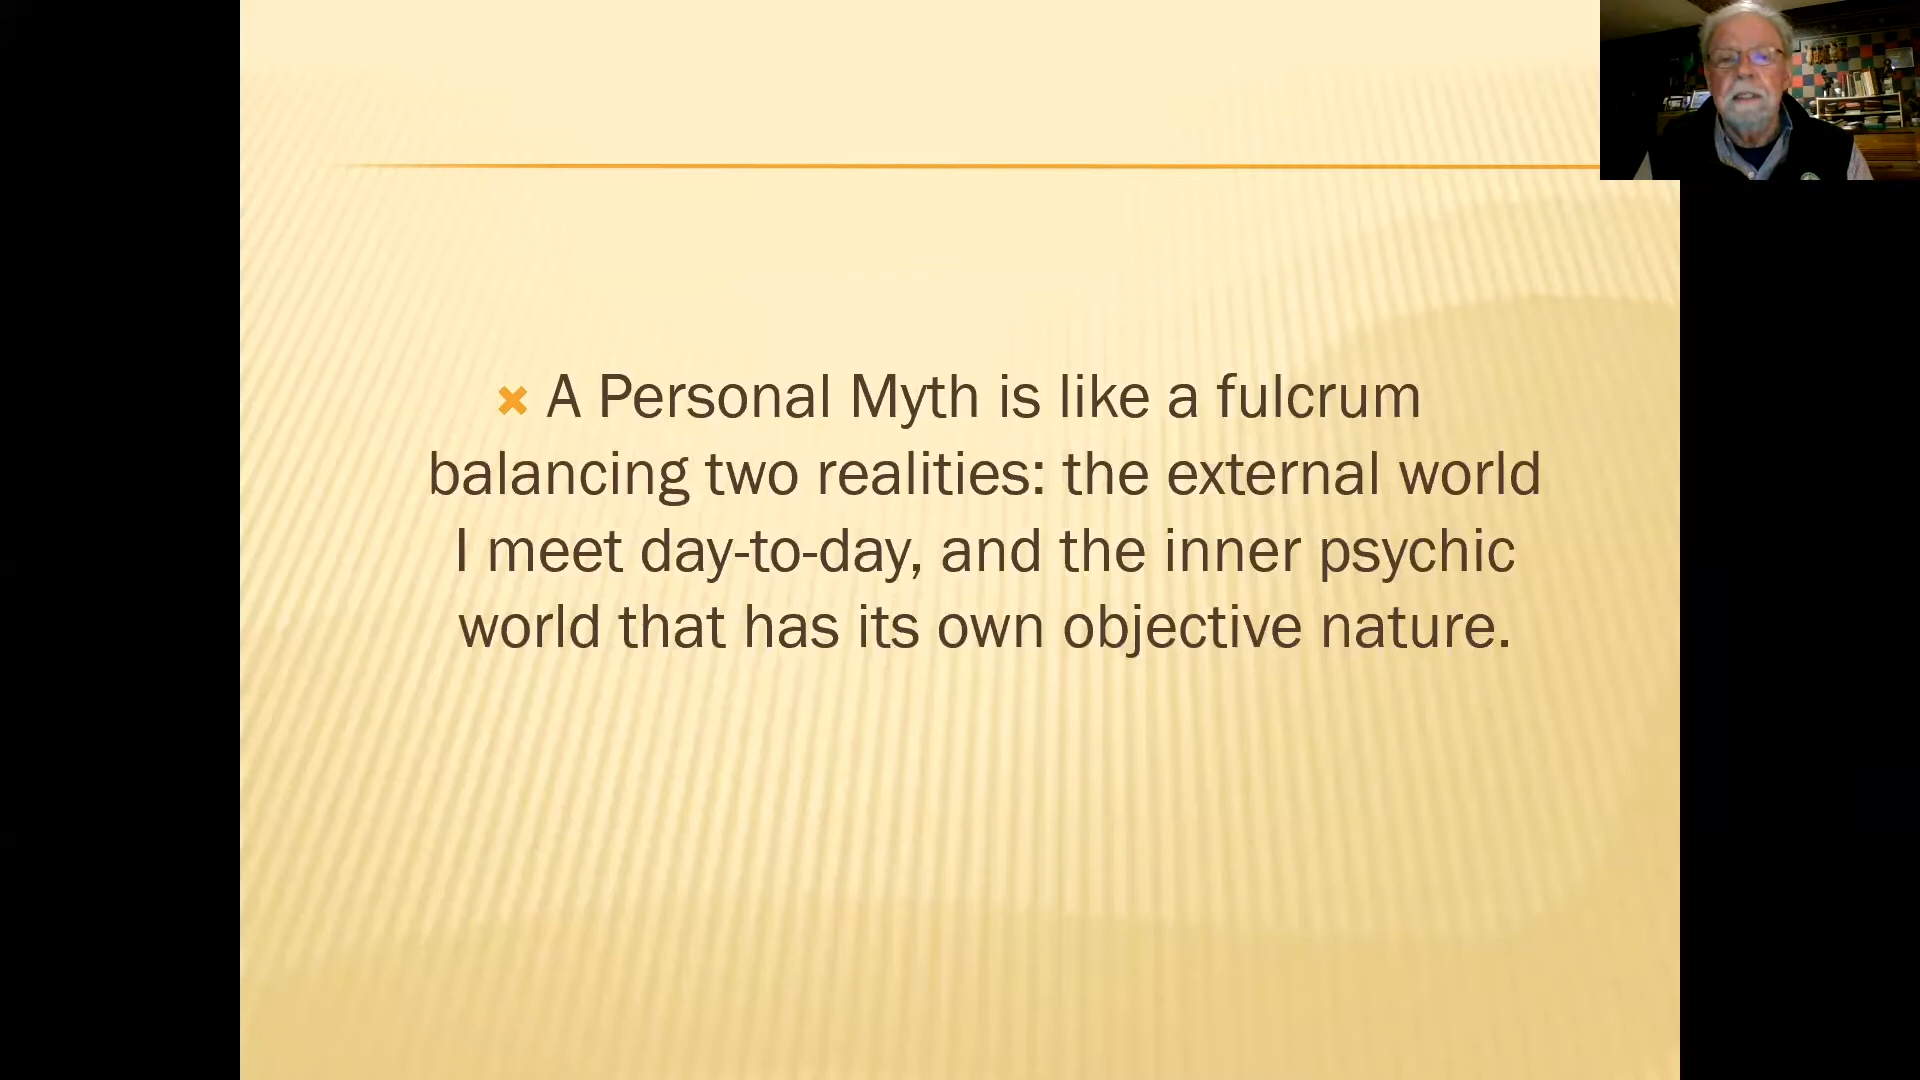 A Personal Myth is like a fulcrum
balancing two realities: the external world
I meet day-to-day, and the inner psychic
world that has its own objective nature.